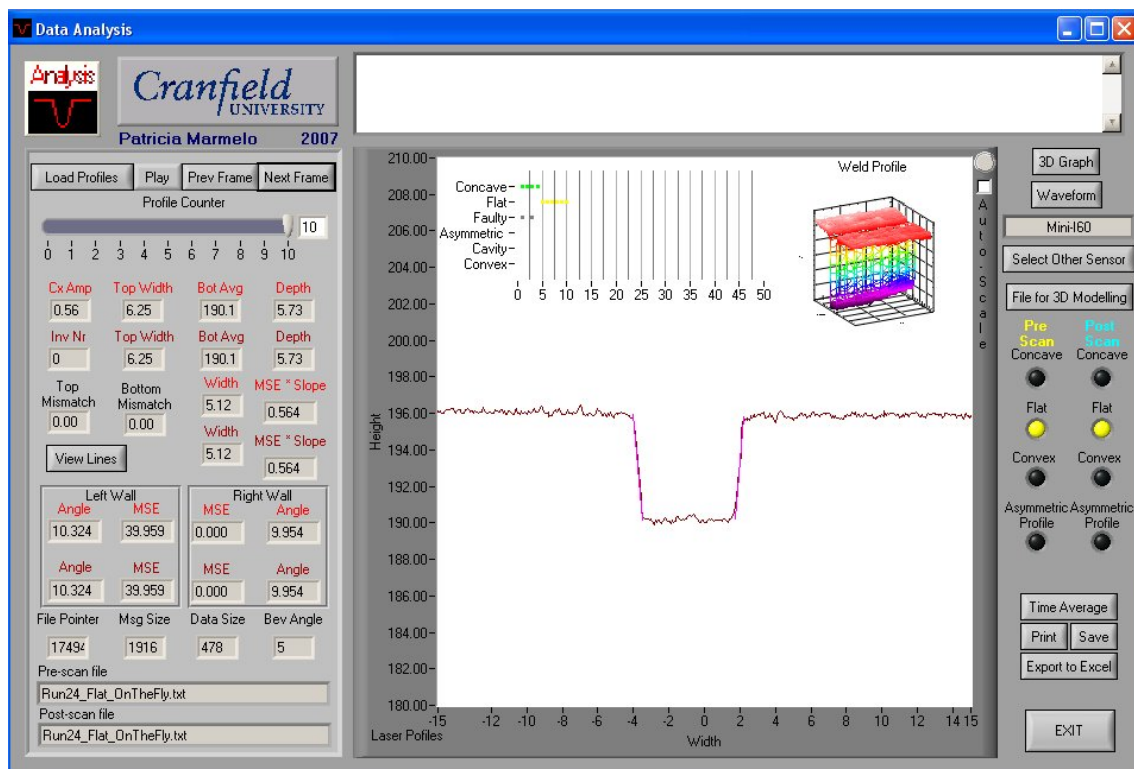 Data Analysis
Analysis
Cranfield
UNIVERSITY
Patricia Marmelo 2007
Load Profiles Play Prev Frame Next Frame
Profile Counter
10
0 1 2 3 4 5 6 7 8 9 10
Cx Amp Top Width Bot Avg Depth
0.56 6.25 190.1 5.73
Inv Nr Top Width Bot Avg Depth
0 6.25 190.1 5.73
Top Mismatch Bottom Mismatch Width MSE * Slope
0.00 0.00 5.12 0.564
Width MSE * Slope
5.12 0.564
View Lines
Left Wall Right Wall
Angle MSE MSE Angle
10.324 39.959 0.000 9.954
Angle MSE MSE Angle
10.324 39.959 0.000 9.954
File Pointer Msg Size Data Size Bev Angle
1749 1916 478 5
Pre-scan file
Run24_Flat_OnTheFly.txt
Post-scan file
Run24_Flat_OnTheFly.txt
210.00
208.00
206.00
204.00
202.00
200.00
198.00
196.00
194.00
192.00
190.00
188.00
186.00
184.00
182.00
180.00
Height
-15 -12 -10 -8 -6 -4 -2 0 2 4 6 8 10 12 14 15
Width
Laser Pofiles
Concave
Flat
Faulty
Asymmetric
Cavity
Convex
0 5 10 15 20 25 30 35 40 45 50
Weld Profile
Auto-Scale
3D Graph
Waveform
Mini-I60
Select Other Sensor
File for 3D Modelling
Pre Scan Post Scan
Concave Concave
Flat Flat
Convex Convex
Asymmetric Profile Asymmetric Profile
Time Average
Print Save
Export to Excel
EXIT